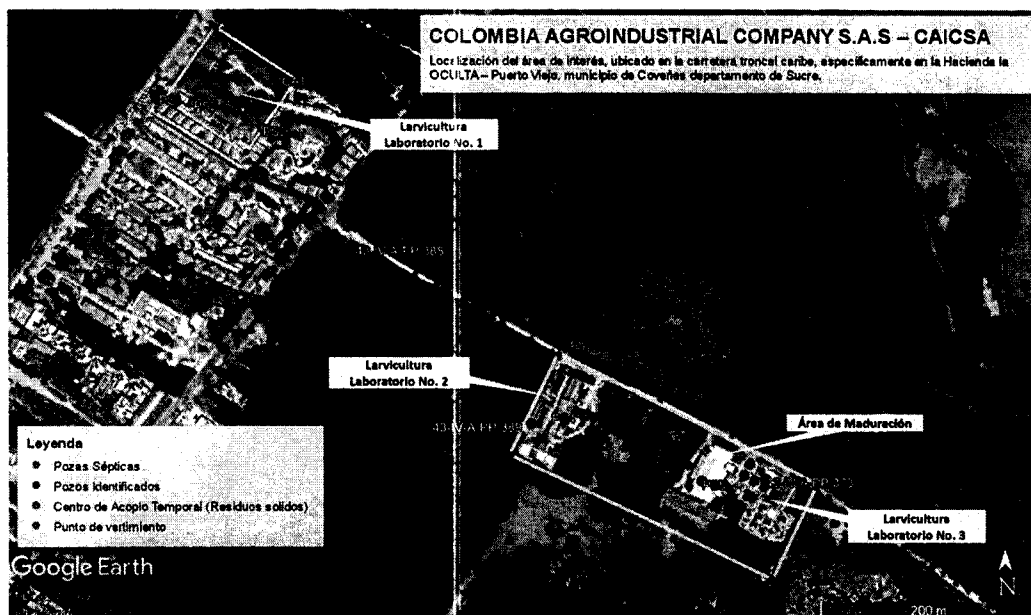 COLOMBIA AGROINDUSTRIAL COMPANY S.A.S – CAICSA
Localización del área de interés, ubicado en la carretera troncal caribe, específicamente en la Hacienda la
OCULTA – Puerto Viejo, municipio de Coveñas departamento de Sucre.
Larvicultura
Laboratorio No. 1
Larvicultura
Laboratorio No. 2
Área de Maduración
Larvicultura
Laboratorio No. 3
Leyenda
Pozas Sépticas
Pozos Identificados
Centro de Acopio Temporal (Residuos solidos)
Punto de vertimiento
Google Earth
N
200 m